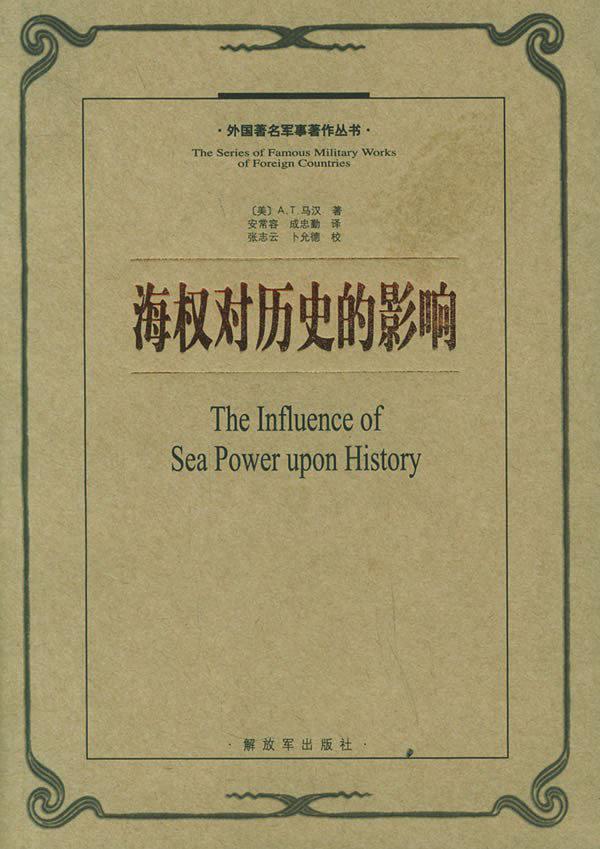 ·外国著名军事著作丛书·
The Series of Famous Military Works
of Foreign Countries
〔美〕A.T.马汉 著
安常容 成忠勤 译
张志云 卜允德 校
海权对历史的影响
The Influence of
Sea Power upon History
·解放军出版社·